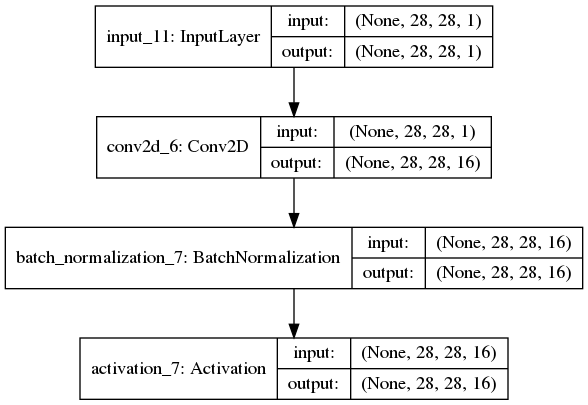 input_11: InputLayer
input:
(None, 28, 28, 1)
output:
(None, 28, 28, 1)
conv2d_6: Conv2D
input:
(None, 28, 28, 1)
output:
(None, 28, 28, 16)
batch_normalization_7: BatchNormalization
input:
(None, 28, 28, 16)
output:
(None, 28, 28, 16)
activation_7: Activation
input:
(None, 28, 28, 16)
output:
(None, 28, 28, 16)